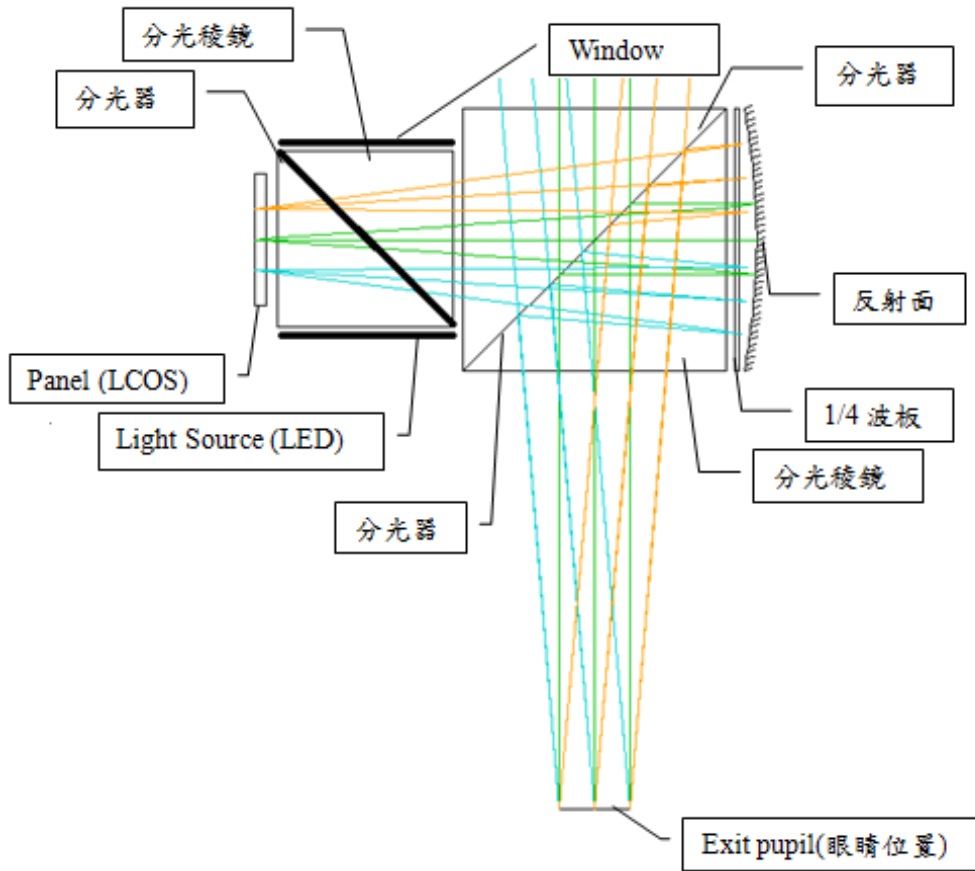 分光稜鏡
Window
分光器
分光器
Panel (LCOS)
反射面
Light Source (LED)
1/4 波板
分光稜鏡
分光器
Exit pupil(眼睛位置)